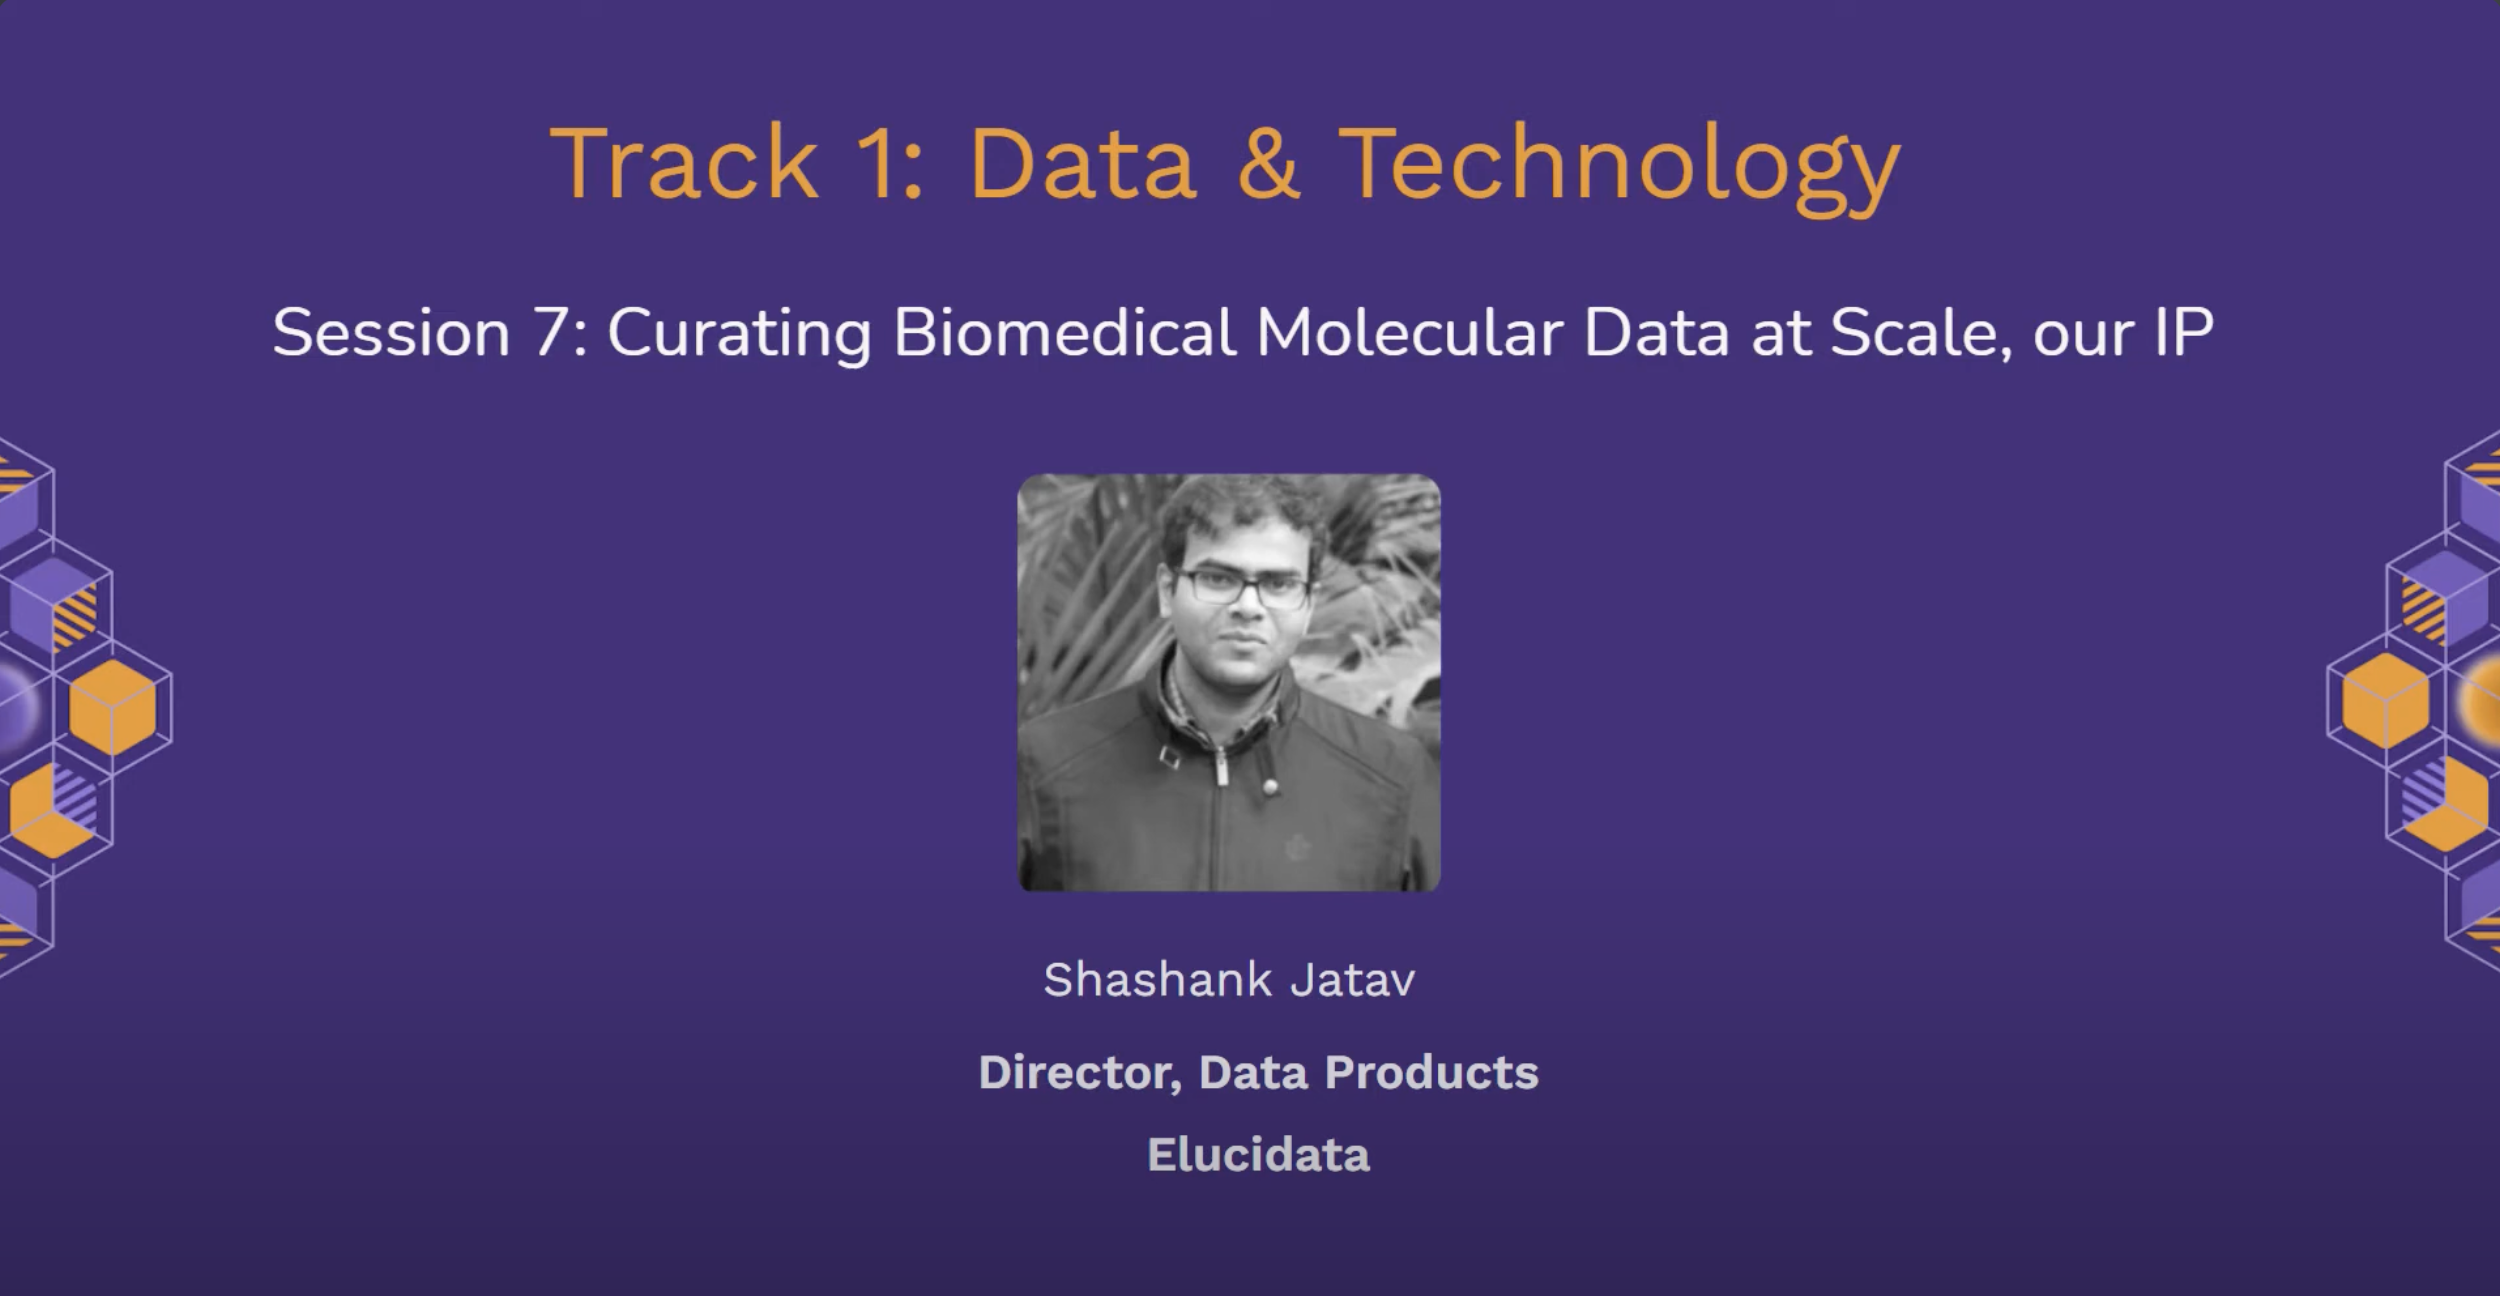 Track 1: Data & Technology
Session 7: Curating Biomedical Molecular Data at Scale, our IP
Shashank Jatav
Director, Data Products
Elucidata